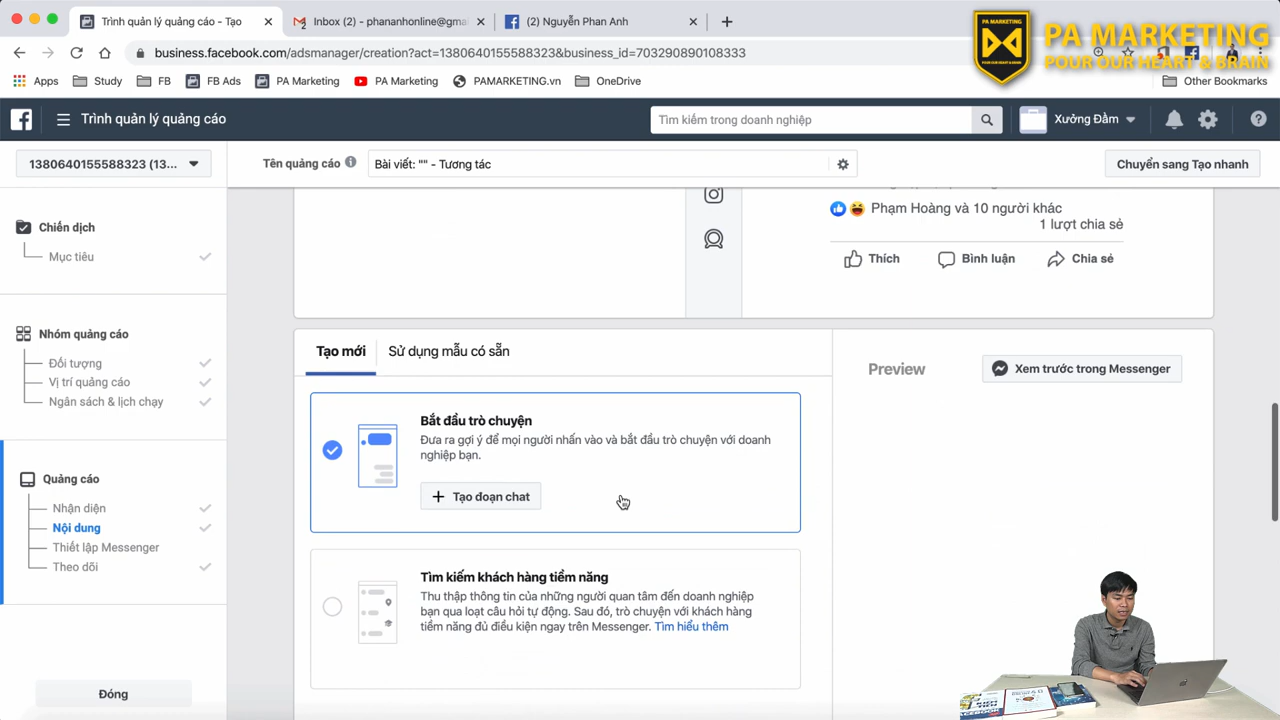 Trình quản lý quảng cáo - Tạo
Inbox (2) - phananhonline@gmai
(2) Nguyễn Phan Anh
PA MARKETING
POUR OUR HEART & BRAIN
business.facebook.com/adsmanager/creation?act=1380640155588323&business_id=703290890108333
Apps
Study
FB
FB Ads
PA Marketing
PAMARKETING.VN
OneDrive
Other Bookmarks
Trình quản lý quảng cáo
Tìm kiếm trong doanh nghiệp
Xưởng Đầm
1380640155588323 (13...
Tên quảng cáo
Bài viết: "" - Tương tác
Chuyển sang Tạo nhanh
Chiến dịch
Mục tiêu
Nhóm quảng cáo
Đối tượng
Vị trí quảng cáo
Ngân sách & lịch chạy
Quảng cáo
Nhận diện
Nội dung
Thiết lập Messenger
Theo dõi
Đóng
Phạm Hoàng và 10 người khác
1 lượt chia sẻ
Thích
Bình luận
Chia sẻ
Tạo mới
Sử dụng mẫu có sẵn
Bắt đầu trò chuyện
Đưa ra gợi ý để mọi người nhấn vào và bắt đầu trò chuyện với doanh
nghiệp bạn.
+ Tạo đoạn chat
Tìm kiếm khách hàng tiềm năng
Thu thập thông tin của những người quan tâm đến doanh nghiệp
bạn qua loạt câu hỏi tự động. Sau đó, trò chuyện với khách hàng
tiềm năng đủ điều kiện ngay trên Messenger. Tìm hiểu thêm
Preview
Xem trước trong Messenger